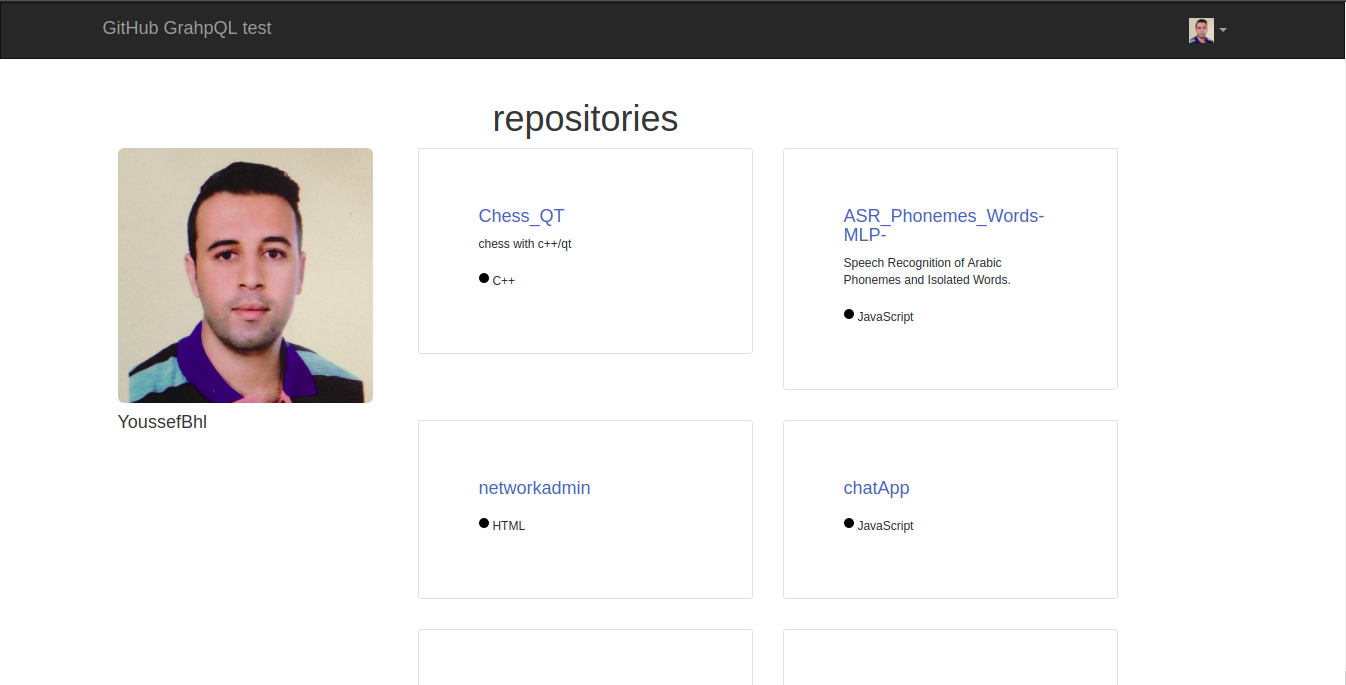 GitHub GrahpQL test
repositories
YoussefBhl
Chess_QT
chess with c++/qt
C++
ASR_Phonemes_Words-
MLP-
Speech Recognition of Arabic
Phonemes and Isolated Words.
JavaScript
networkadmin
HTML
chatApp
JavaScript